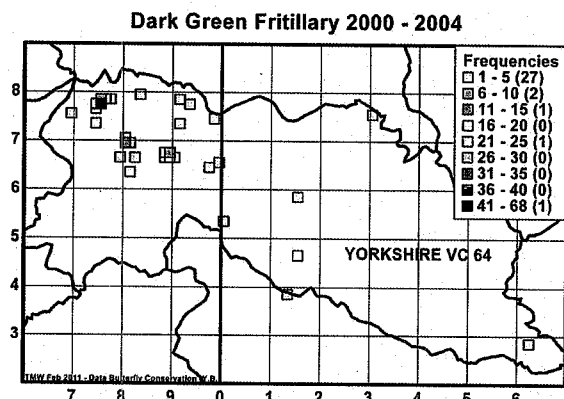 Dark Green Fritillary 2000 - 2004
Frequencies
1 - 5 (27)
6 - 10 (2)
11 - 15 (1)
16 - 20 (0)
21 - 25 (1)
26 - 30 (0)
31 - 35 (0)
36 - 40 (0)
41 - 68 (1)
8
7
6
5
4
3
YORKSHIRE VC 64
TMW Feb 2011 - Data Butterfly Conservation W.B.
7 8 9 0 1 2 3 4 5 6